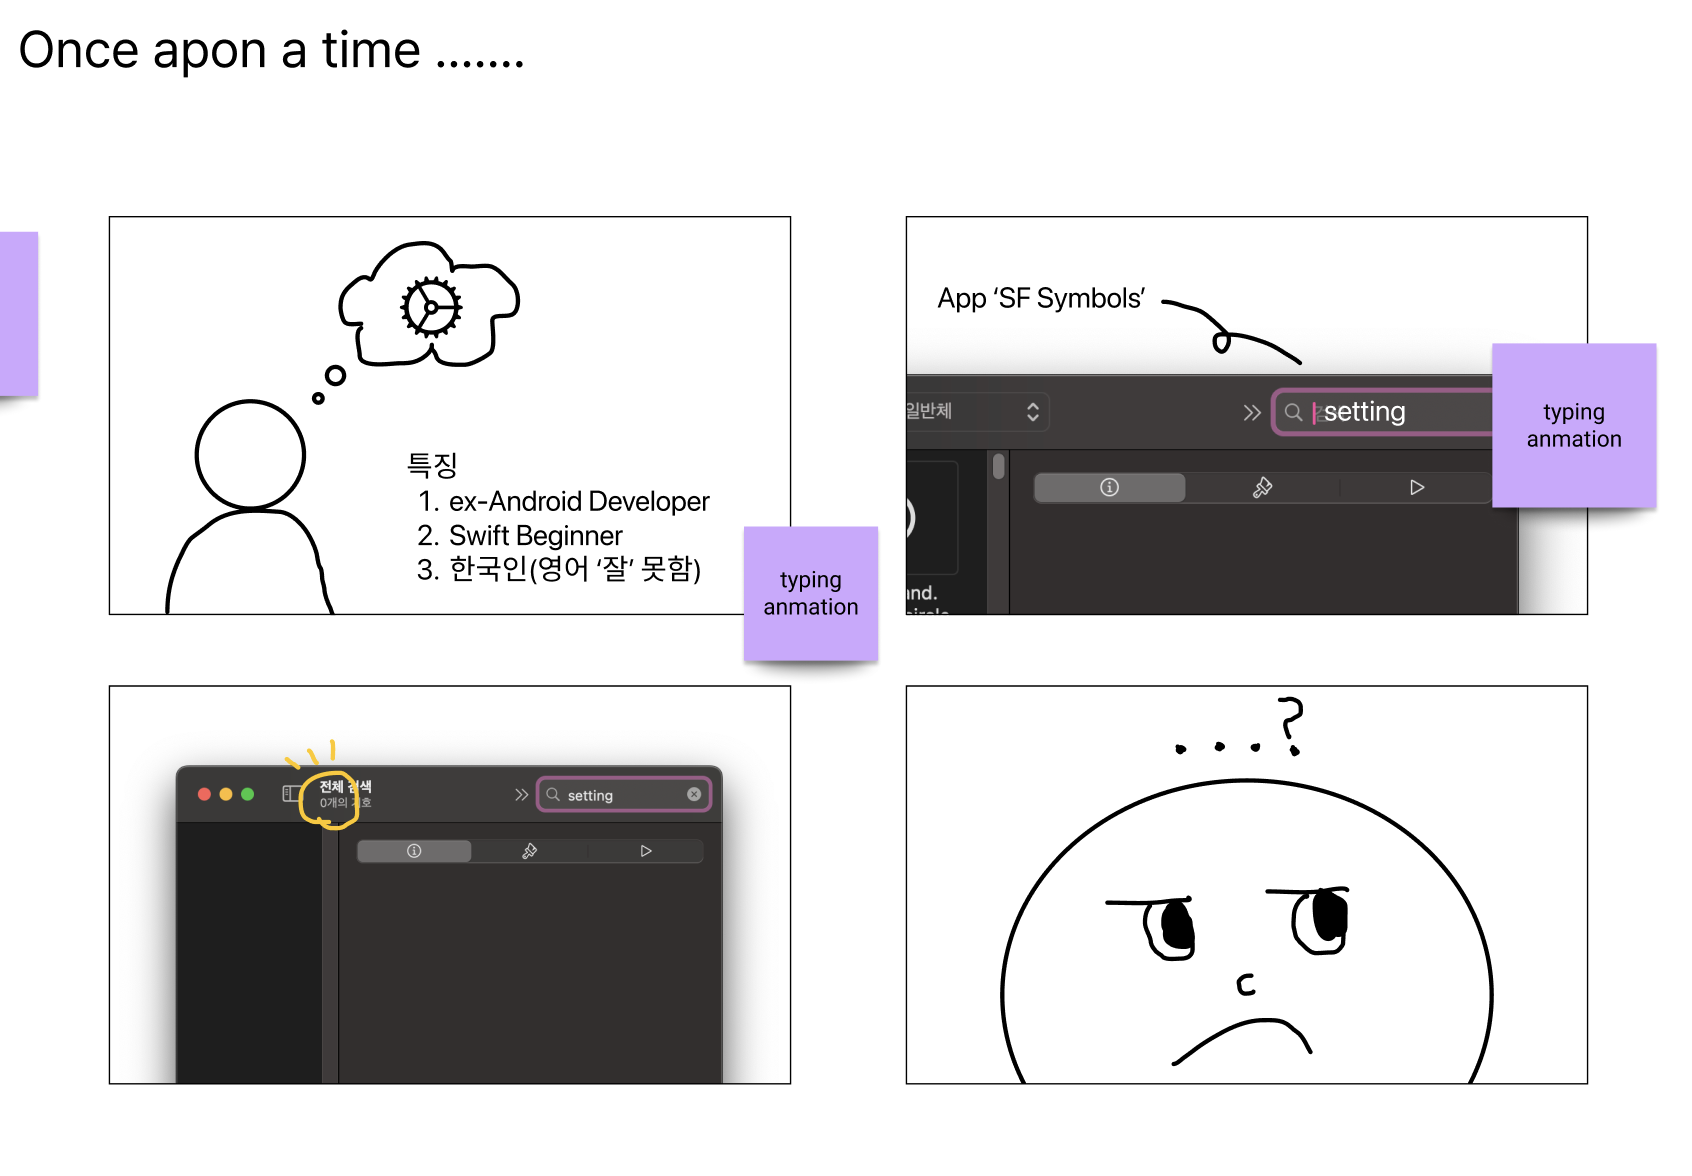 Once apon a time .......
특징
1. ex-Android Developer
2. Swift Beginner
3. 한국인(영어 ‘잘’ 못함)
typing
anmation
App ‘SF Symbols’
일반체
setting
and.
typing
anmation
전체 검색
0개의 기호
setting
....?